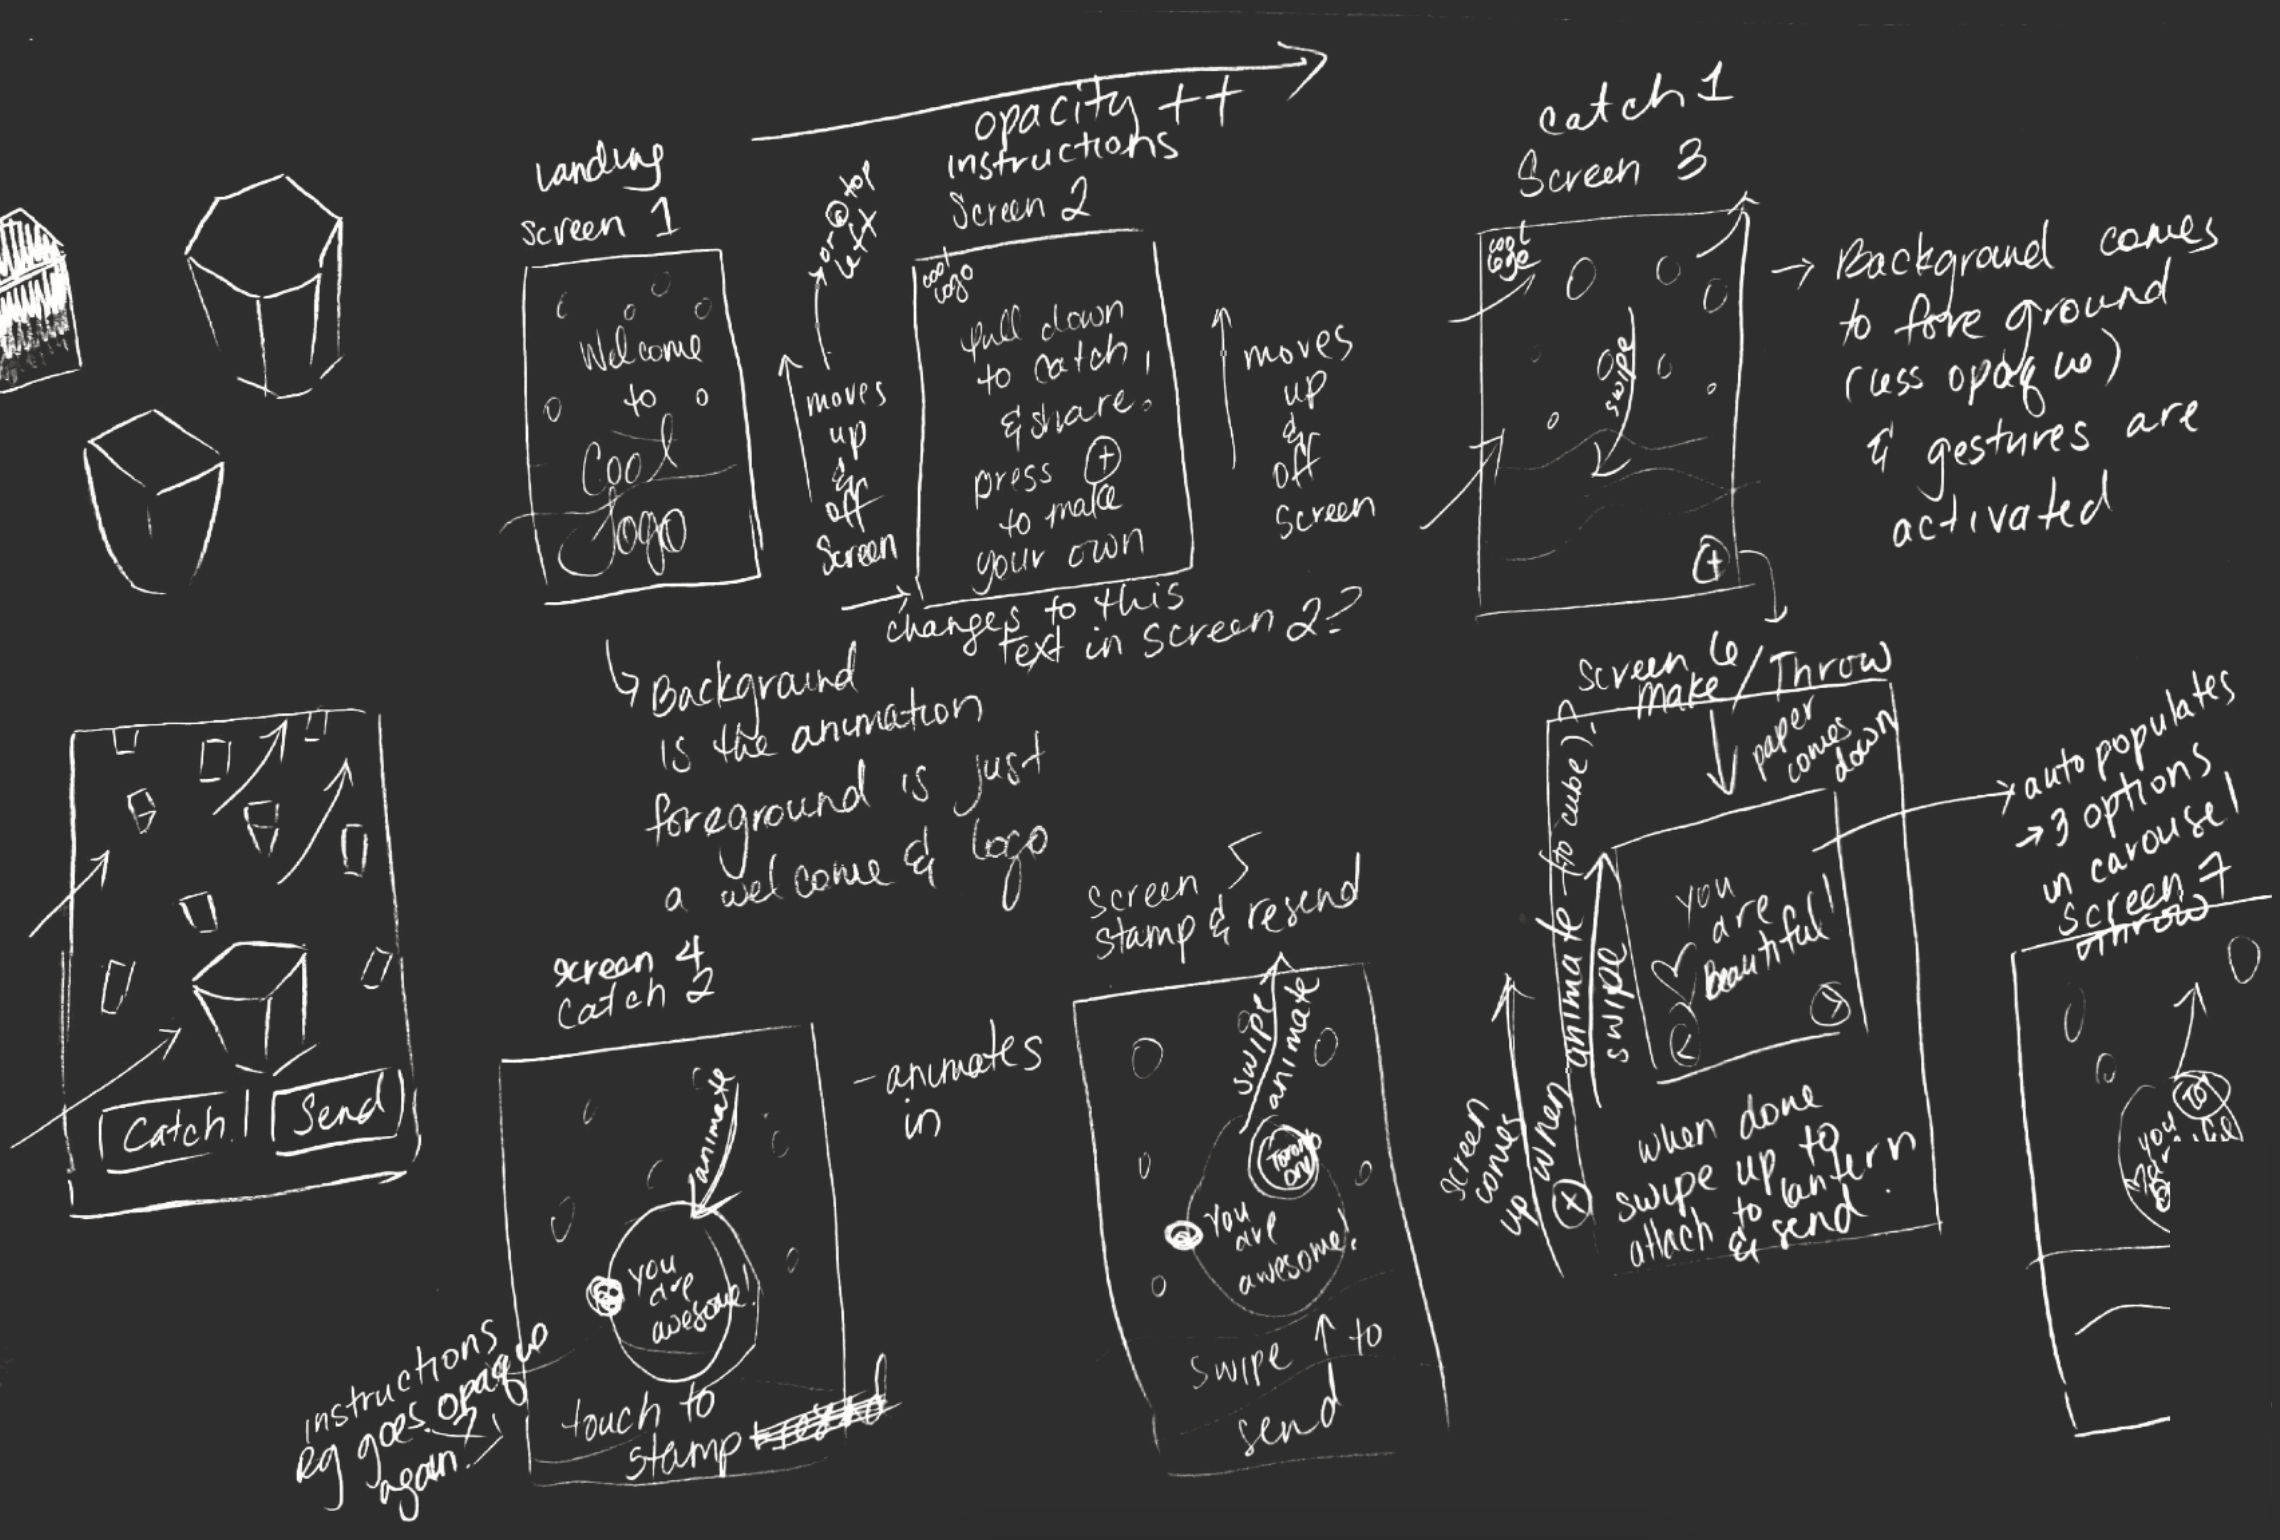 opacity ++
Landing
Screen 1
Welcome
to
Cool
Logo
moves
up
&
off
Screen
or @ top
left
instructions
Screen 2
cool
logo
pull down
to catch,
& share.
press +
to make
your own
changes to this
text in screen 2?
moves
up
&
off
screen
catch 1
Screen 3
cool
logo
swipe
+
→ Background comes
to fore ground
(less opaque)
& gestures are
activated
Background
is the animation
foreground is just
a welcome & logo
Catch!
Send
screen 4
catch 2
animate
you
are
awesome!
touch to
stamp
instructions
eg goes opaque
again?
- animates
in
screen 5
stamp & resend
swipe
animate
Toronto
you
are
awesome!
swipe ↑ to
send
screen 6
make / Throw
paper
comes
down
animate (to cube)
swipe
you
are
Beautiful!
<
>
when done
swipe up to
attach to lantern
& send.
screen
comes
up when
+
→ auto populates
→ 3 options
in carousel
screen 7
throw
TO
you